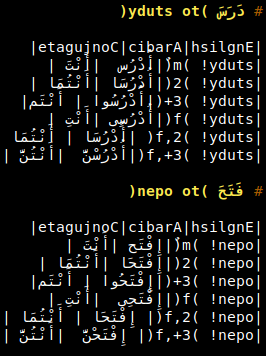 # دَرَسَ (to study)
|English|Arabic|Conjugate|
|study! (m)|أُدْرُس|أَنْتَ |
|study! (2)|أُدْرُسَا |أَنْتُمَا |
|study! (3+)|أُدْرُسُوا | أَنْتَم|
|study! (f)|أُدْرُسِى |أَنْتِ |
|study! (f,2)|أُدْرُسَا | أَنْتُمَا |
|study! (f,3+)|أُدْرُسْنَّ |أَنْتُنَّ |
# فَتَحَ (to open)
|English|Arabic|Conjugate|
|open! (m)|إِفْتَح |أَنْتَ |
|open! (2)|إِفْتَحَا |أَنْتُمَا |
|open! (3+)|إِفْتَحُوا | أَنْتَم|
|open! (f)|إِفْتَحِى |أَنْتِ |
|open! (f,2)| إِفْتَحَا | أَنْتُمَا |
|open! (f,3+)| إِفْتَحْنَّ |أَنْتُنَّ |